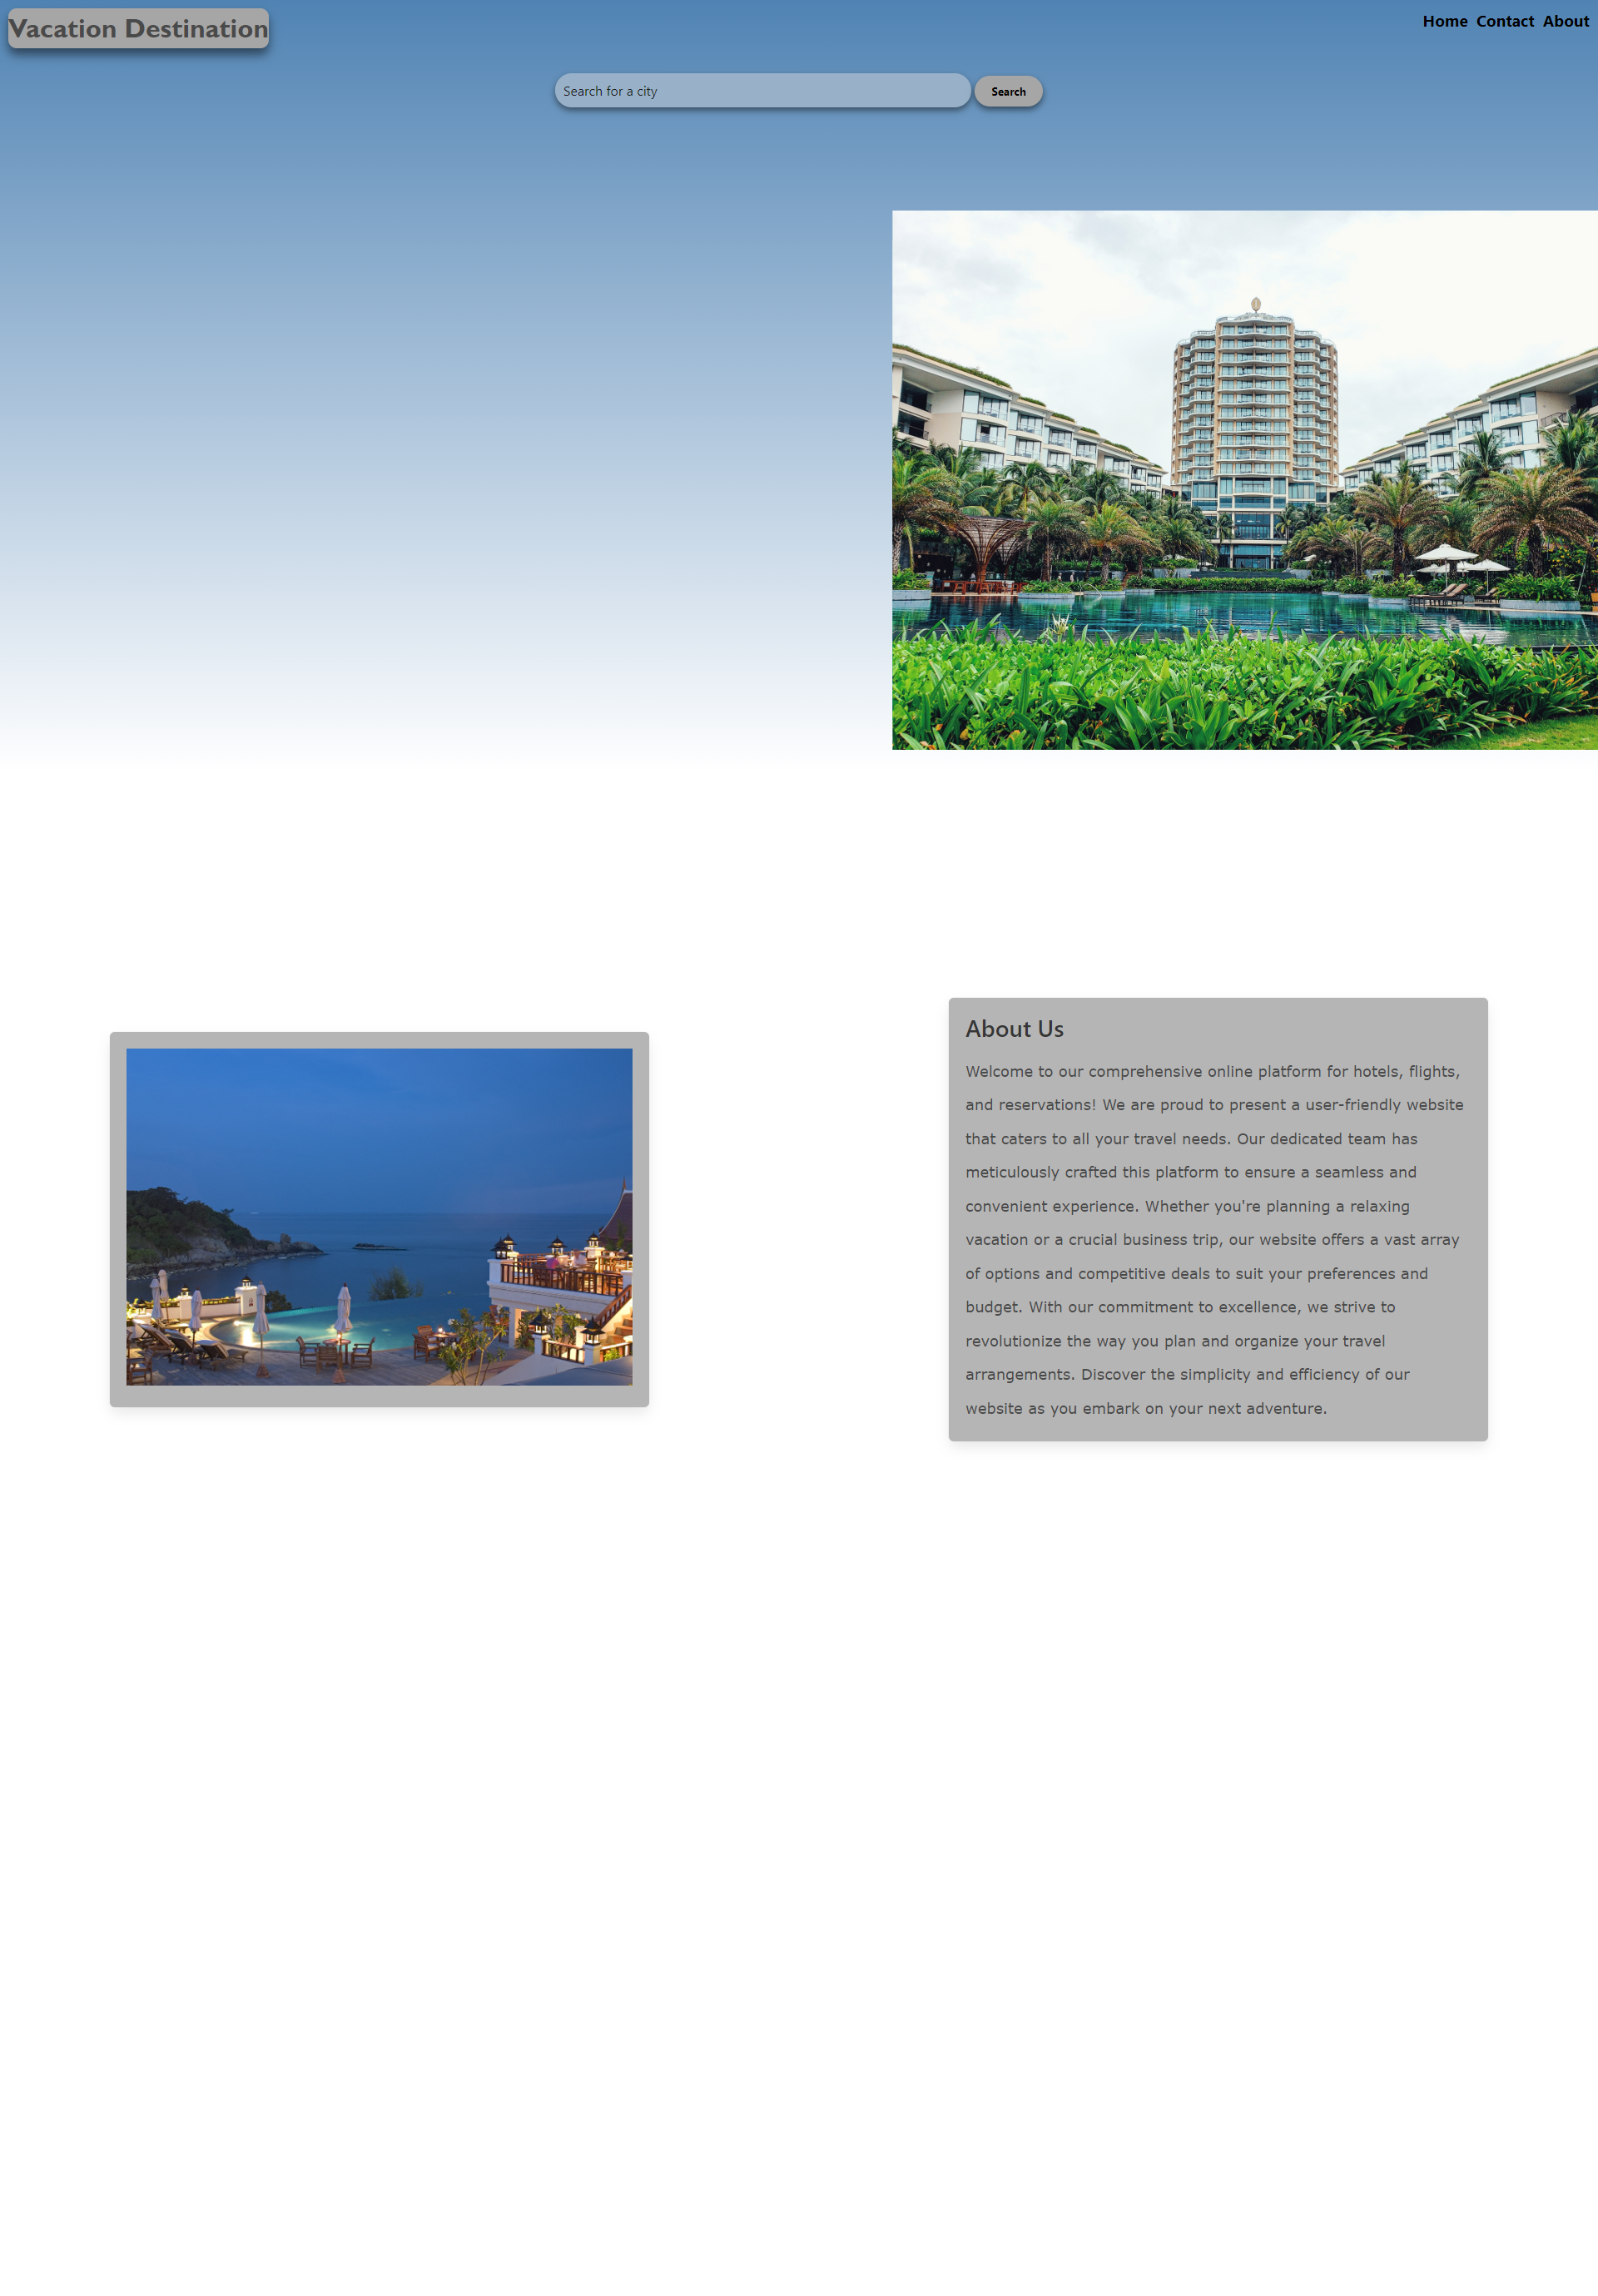 Vacation Destination
Home Contact About
Search for a city
Search
About Us
Welcome to our comprehensive online platform for hotels, flights,
and reservations! We are proud to present a user-friendly website
that caters to all your travel needs. Our dedicated team has
meticulously crafted this platform to ensure a seamless and
convenient experience. Whether you're planning a relaxing
vacation or a crucial business trip, our website offers a vast array
of options and competitive deals to suit your preferences and
budget. With our commitment to excellence, we strive to
revolutionize the way you plan and organize your travel
arrangements. Discover the simplicity and efficiency of our
website as you embark on your next adventure.